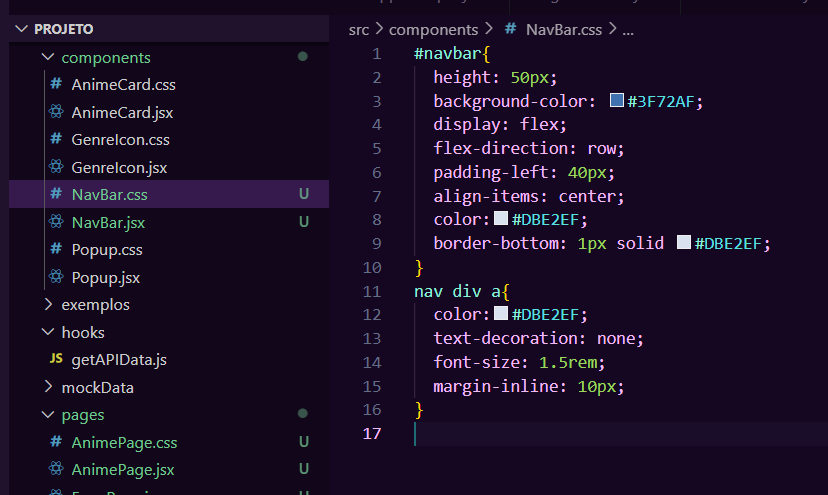 PROJETO
components
# AnimeCard.css
AnimeCard.jsx
# GenreIcon.css
GenreIcon.jsx
# NavBar.css U
NavBar.jsx U
# Popup.css
Popup.jsx
exemplos
hooks
JS getAPIData.js
mockData
pages
# AnimePage.css U
AnimePage.jsx U
src > components > # NavBar.css > ...
1 #navbar{
2 height: 50px;
3 background-color: #3F72AF;
4 display: flex;
5 flex-direction: row;
6 padding-left: 40px;
7 align-items: center;
8 color:#DBE2EF;
9 border-bottom: 1px solid #DBE2EF;
10 }
11 nav div a{
12 color:#DBE2EF;
13 text-decoration: none;
14 font-size: 1.5rem;
15 margin-inline: 10px;
16 }
17